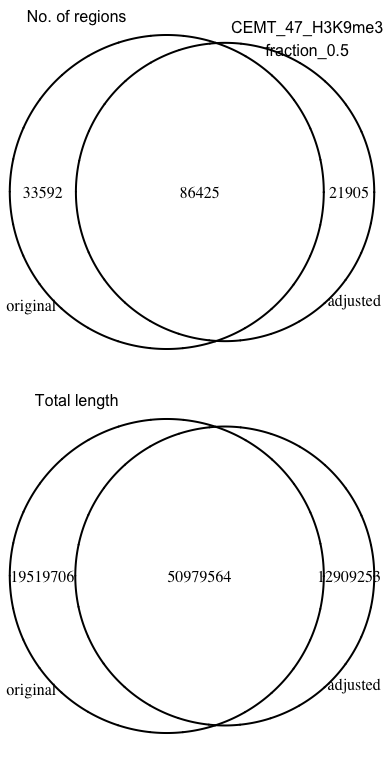 No. of regions
CEMT_47_H3K9me3
fraction_0.5
33592
86425
21905
original
adjusted
Total length
19519706
50979564
12909253
original
adjusted